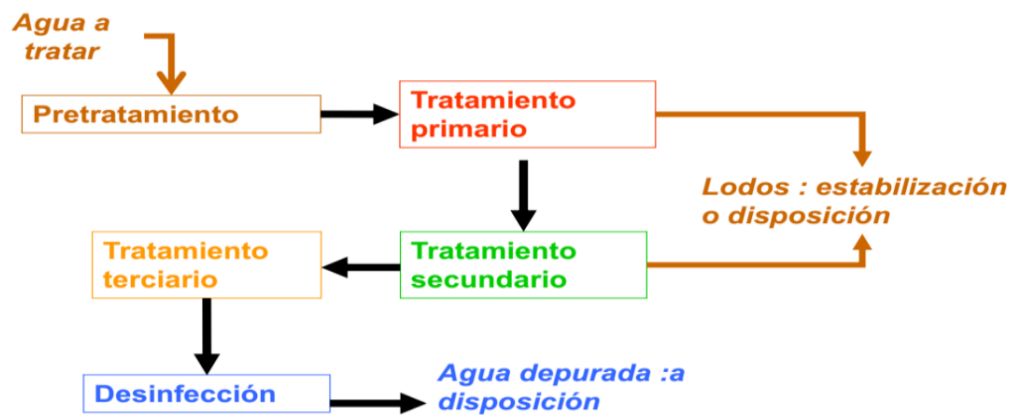 Agua a
tratar
Pretratamiento
Tratamiento
primario
Lodos : estabilización
o disposición
Tratamiento
secundario
Tratamiento
terciario
Desinfección
Agua depurada :a
disposición